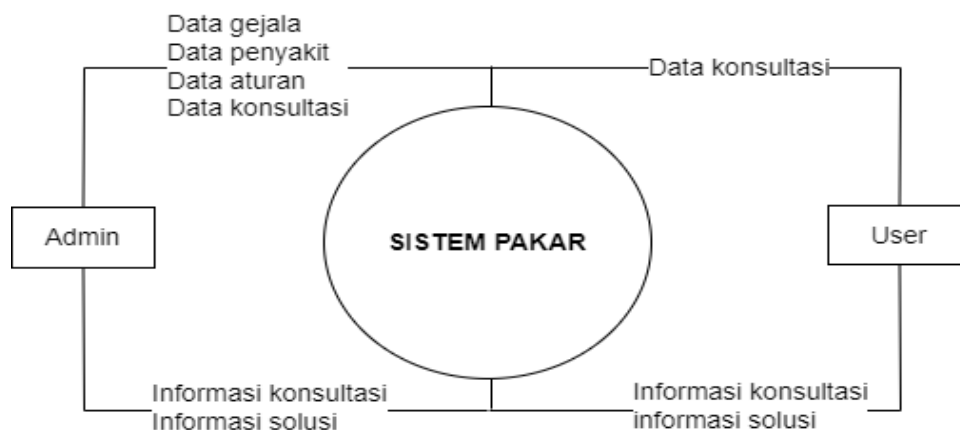 Data gejala
Data penyakit
Data aturan
Data konsultasi
Data konsultasi
Admin
SISTEM PAKAR
User
Informasi konsultasi
Informasi solusi
Informasi konsultasi
informasi solusi